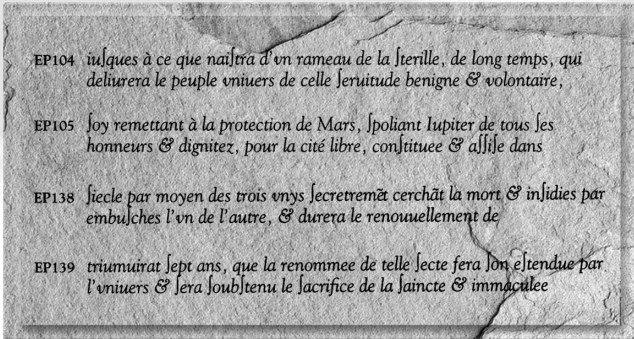 EP104 iuſques à ce que naiſtra d'vn rameau de la ſterille, de long temps, qui
deliurera le peuple vniuers de celle ſeruitude benigne & volontaire,
EP105 ſoy remettant à la protection de Mars, ſpoliant Iupiter de tous ſes
honneurs & dignitez, pour la cité libre, conſtituee & aſſiſe dans
EP138 ſiecle par moyen des trois vnys ſecretremẽt cerchãt la mort & inſidies par
embuſches l'vn de l'autre, & durera le renouuellement de
EP139 triumuirat ſept ans, que la renommee de telle ſecte fera ſon eſtendue par
l'vniuers & ſera ſoubſtenu le ſacrifice de la ſaincte & immaculee